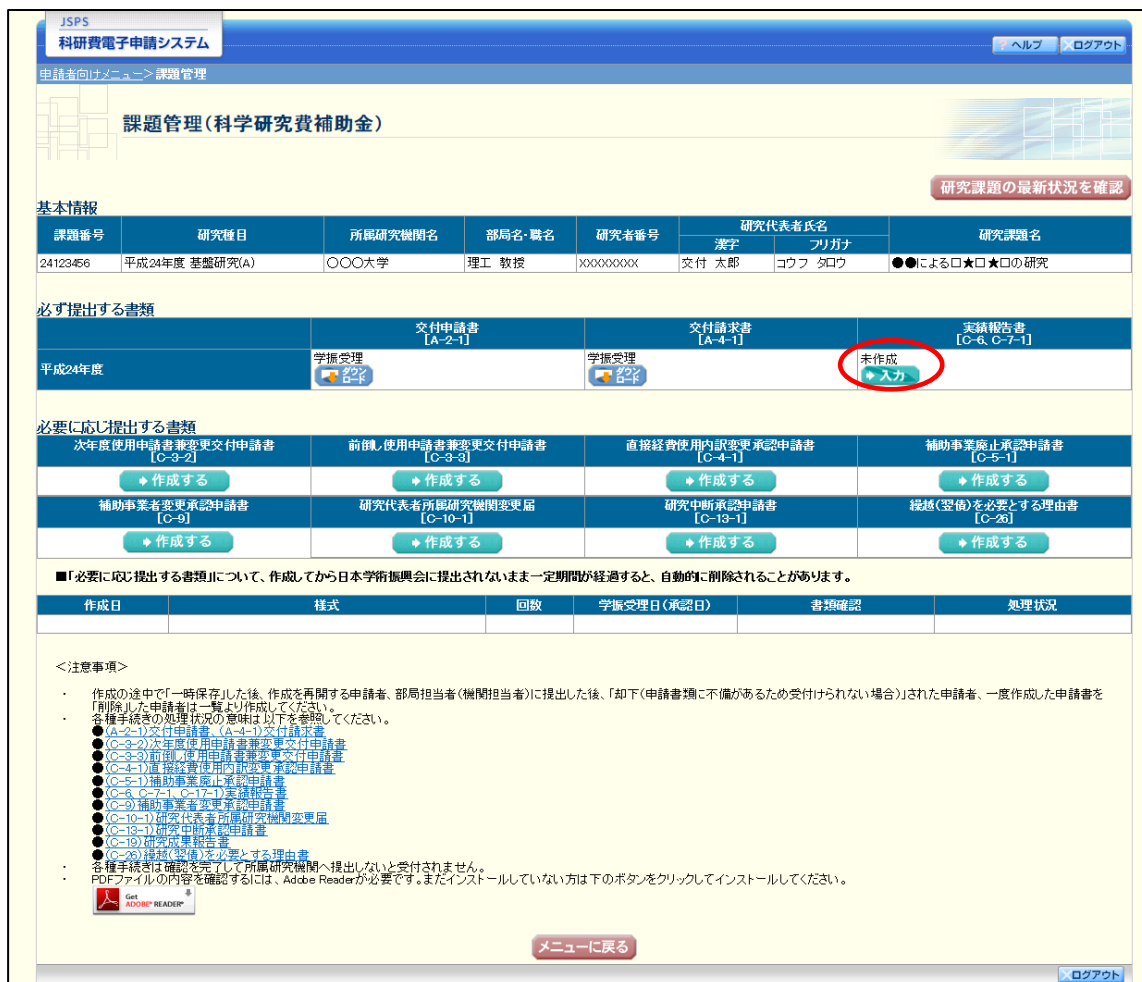 JSPS
科研費電子申請システム
ヘルプ
ログアウト
申請者向けメニュー>課題管理
課題管理(科学研究費補助金)
研究課題の最新状況を確認
基本情報
課題番号 研究種目 所属研究機関名 部局名・職名 研究者番号 研究代表者氏名 研究課題名
漢字 フリガナ
24123456 平成24年度 基盤研究(A) 〇〇〇大学 理工 教授 XXXXXXXX 交付 太郎 コウフ タロウ ●●による□★□★□の研究
必ず提出する書類
交付申請書 交付請求書 実績報告書
[A-2-1] [A-4-1] [C-6、C-7-1]
平成24年度 学振受理 学振受理 未作成
ダウンロード ダウンロード 入力
必要に応じ提出する書類
次年度使用申請書兼変更交付申請書 前倒し使用申請書兼変更交付申請書 直接経費使用内訳変更承認申請書 補助事業廃止承認申請書
[C-3-2] [C-3-3] [C-4-1] [C-5-1]
作成する 作成する 作成する 作成する
補助事業者変更承認申請書 研究代表者所属研究機関変更届 研究中断承認申請書 繰越(翌債)を必要とする理由書
[C-9] [C-10-1] [C-13-1] [C-26]
作成する 作成する 作成する 作成する
■「必要に応じ提出する書類」について、作成してから日本学術振興会に提出されないまま一定期間が経過すると、自動的に削除されることがあります。
作成日 様式 回数 学振受理日(承認日) 書類確認 処理状況
<注意事項>
・ 作成の途中で「一時保存」した後、作成を再開する申請者、部局担当者(機関担当者)に提出した後、「却下(申請書類に不備があるため受付けられない場合)」された申請者、一度作成した申請書を
「削除」した申請者は一覧より作成してください。
・ 各種手続きの処理状況の意味は以下を参照してください。
●(A-2-1)交付申請書、(A-4-1)交付請求書
●(C-3-2)次年度使用申請書兼変更交付申請書
●(C-3-3)前倒し使用申請書兼変更交付申請書
●(C-4-1)直接経費使用内訳変更承認申請書
●(C-5-1)補助事業廃止承認申請書
●(C-6、C-7-1、C-17-1)実績報告書
●(C-9)補助事業者変更承認申請書
●(C-10-1)研究代表者所属研究機関変更届
●(C-13-1)研究中断承認申請書
●(C-19)研究成果報告書
●(C-26)繰越(翌債)を必要とする理由書
・ 各種手続きは確認を完了して所属研究機関へ提出しないと受付されません。
・ PDFファイルの内容を確認するには、Adobe Readerが必要です。まだインストールしていない方は下のボタンをクリックしてインストールしてください。
Get
ADOBE® READER®
メニューに戻る
ログアウト